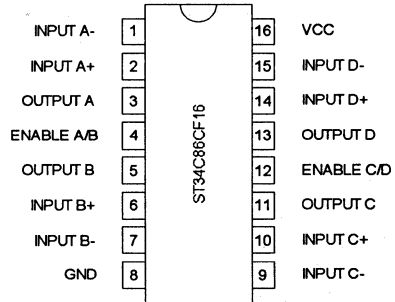 INPUT A- 1 16 VCC
INPUT A+ 2 15 INPUT D-
OUTPUT A 3 14 INPUT D+
ENABLE A/B 4 13 OUTPUT D
OUTPUT B 5 12 ENABLE C/D
INPUT B+ 6 11 OUTPUT C
INPUT B- 7 10 INPUT C+
GND 8 9 INPUT C-
ST34C86CF16